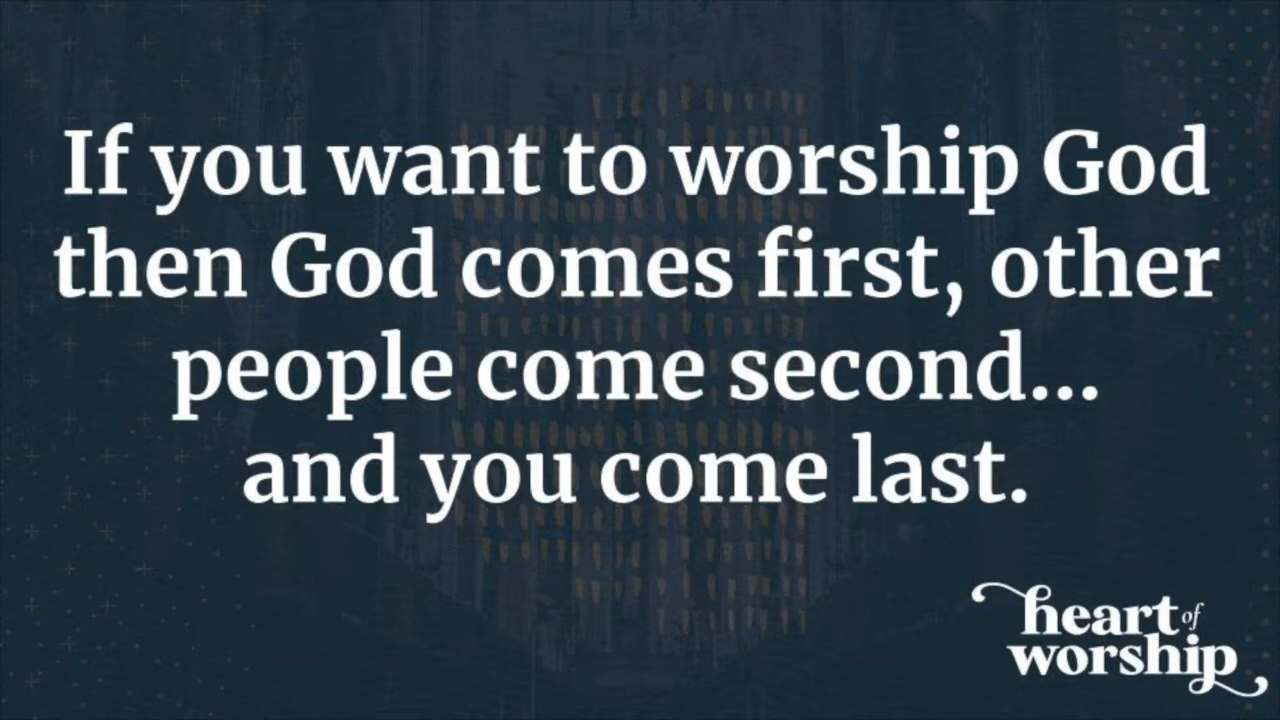 If you want to worship God
then God comes first, other
people come second...
and you come last.
heart of
worship